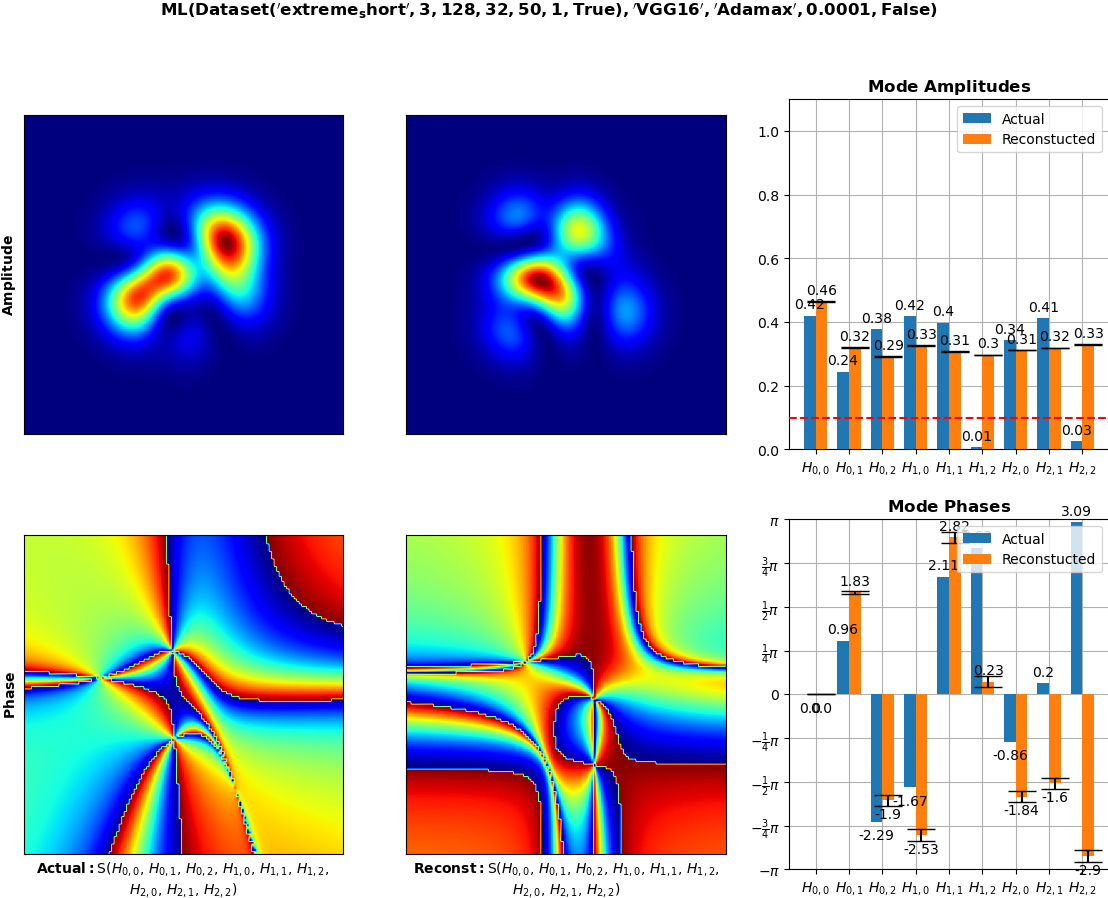 ML(Dataset('extreme_short', 3, 128, 32, 50, 1, True), 'VGG16', 'Adamax', 0.0001, False)
Amplitude
Mode Amplitudes
Actual
Reconstucted
1.0
0.8
0.6
0.4
0.2
0.0
0.42
0.46
0.24
0.32
0.38
0.29
0.42
0.33
0.4
0.31
0.01
0.3
0.34
0.31
0.41
0.32
0.03
0.33
H0,0 H0,1 H0,2 H1,0 H1,1 H1,2 H2,0 H2,1 H2,2
Phase
Actual: S(H0,0, H0,1, H0,2, H1,0, H1,1, H1,2,
H2,0, H2,1, H2,2)
Reconst: S(H0,0, H0,1, H0,2, H1,0, H1,1, H1,2,
H2,0, H2,1, H2,2)
Mode Phases
Actual
Reconstucted
π
3/4π
1/2π
1/4π
0
−1/4π
−1/2π
−3/4π
−π
0.0
0.0
0.96
1.83
-2.29
-1.9
-1.67
-2.53
2.11
2.82
0.23
-0.86
-1.84
0.2
-1.6
3.09
-2.9
H0,0 H0,1 H0,2 H1,0 H1,1 H1,2 H2,0 H2,1 H2,2